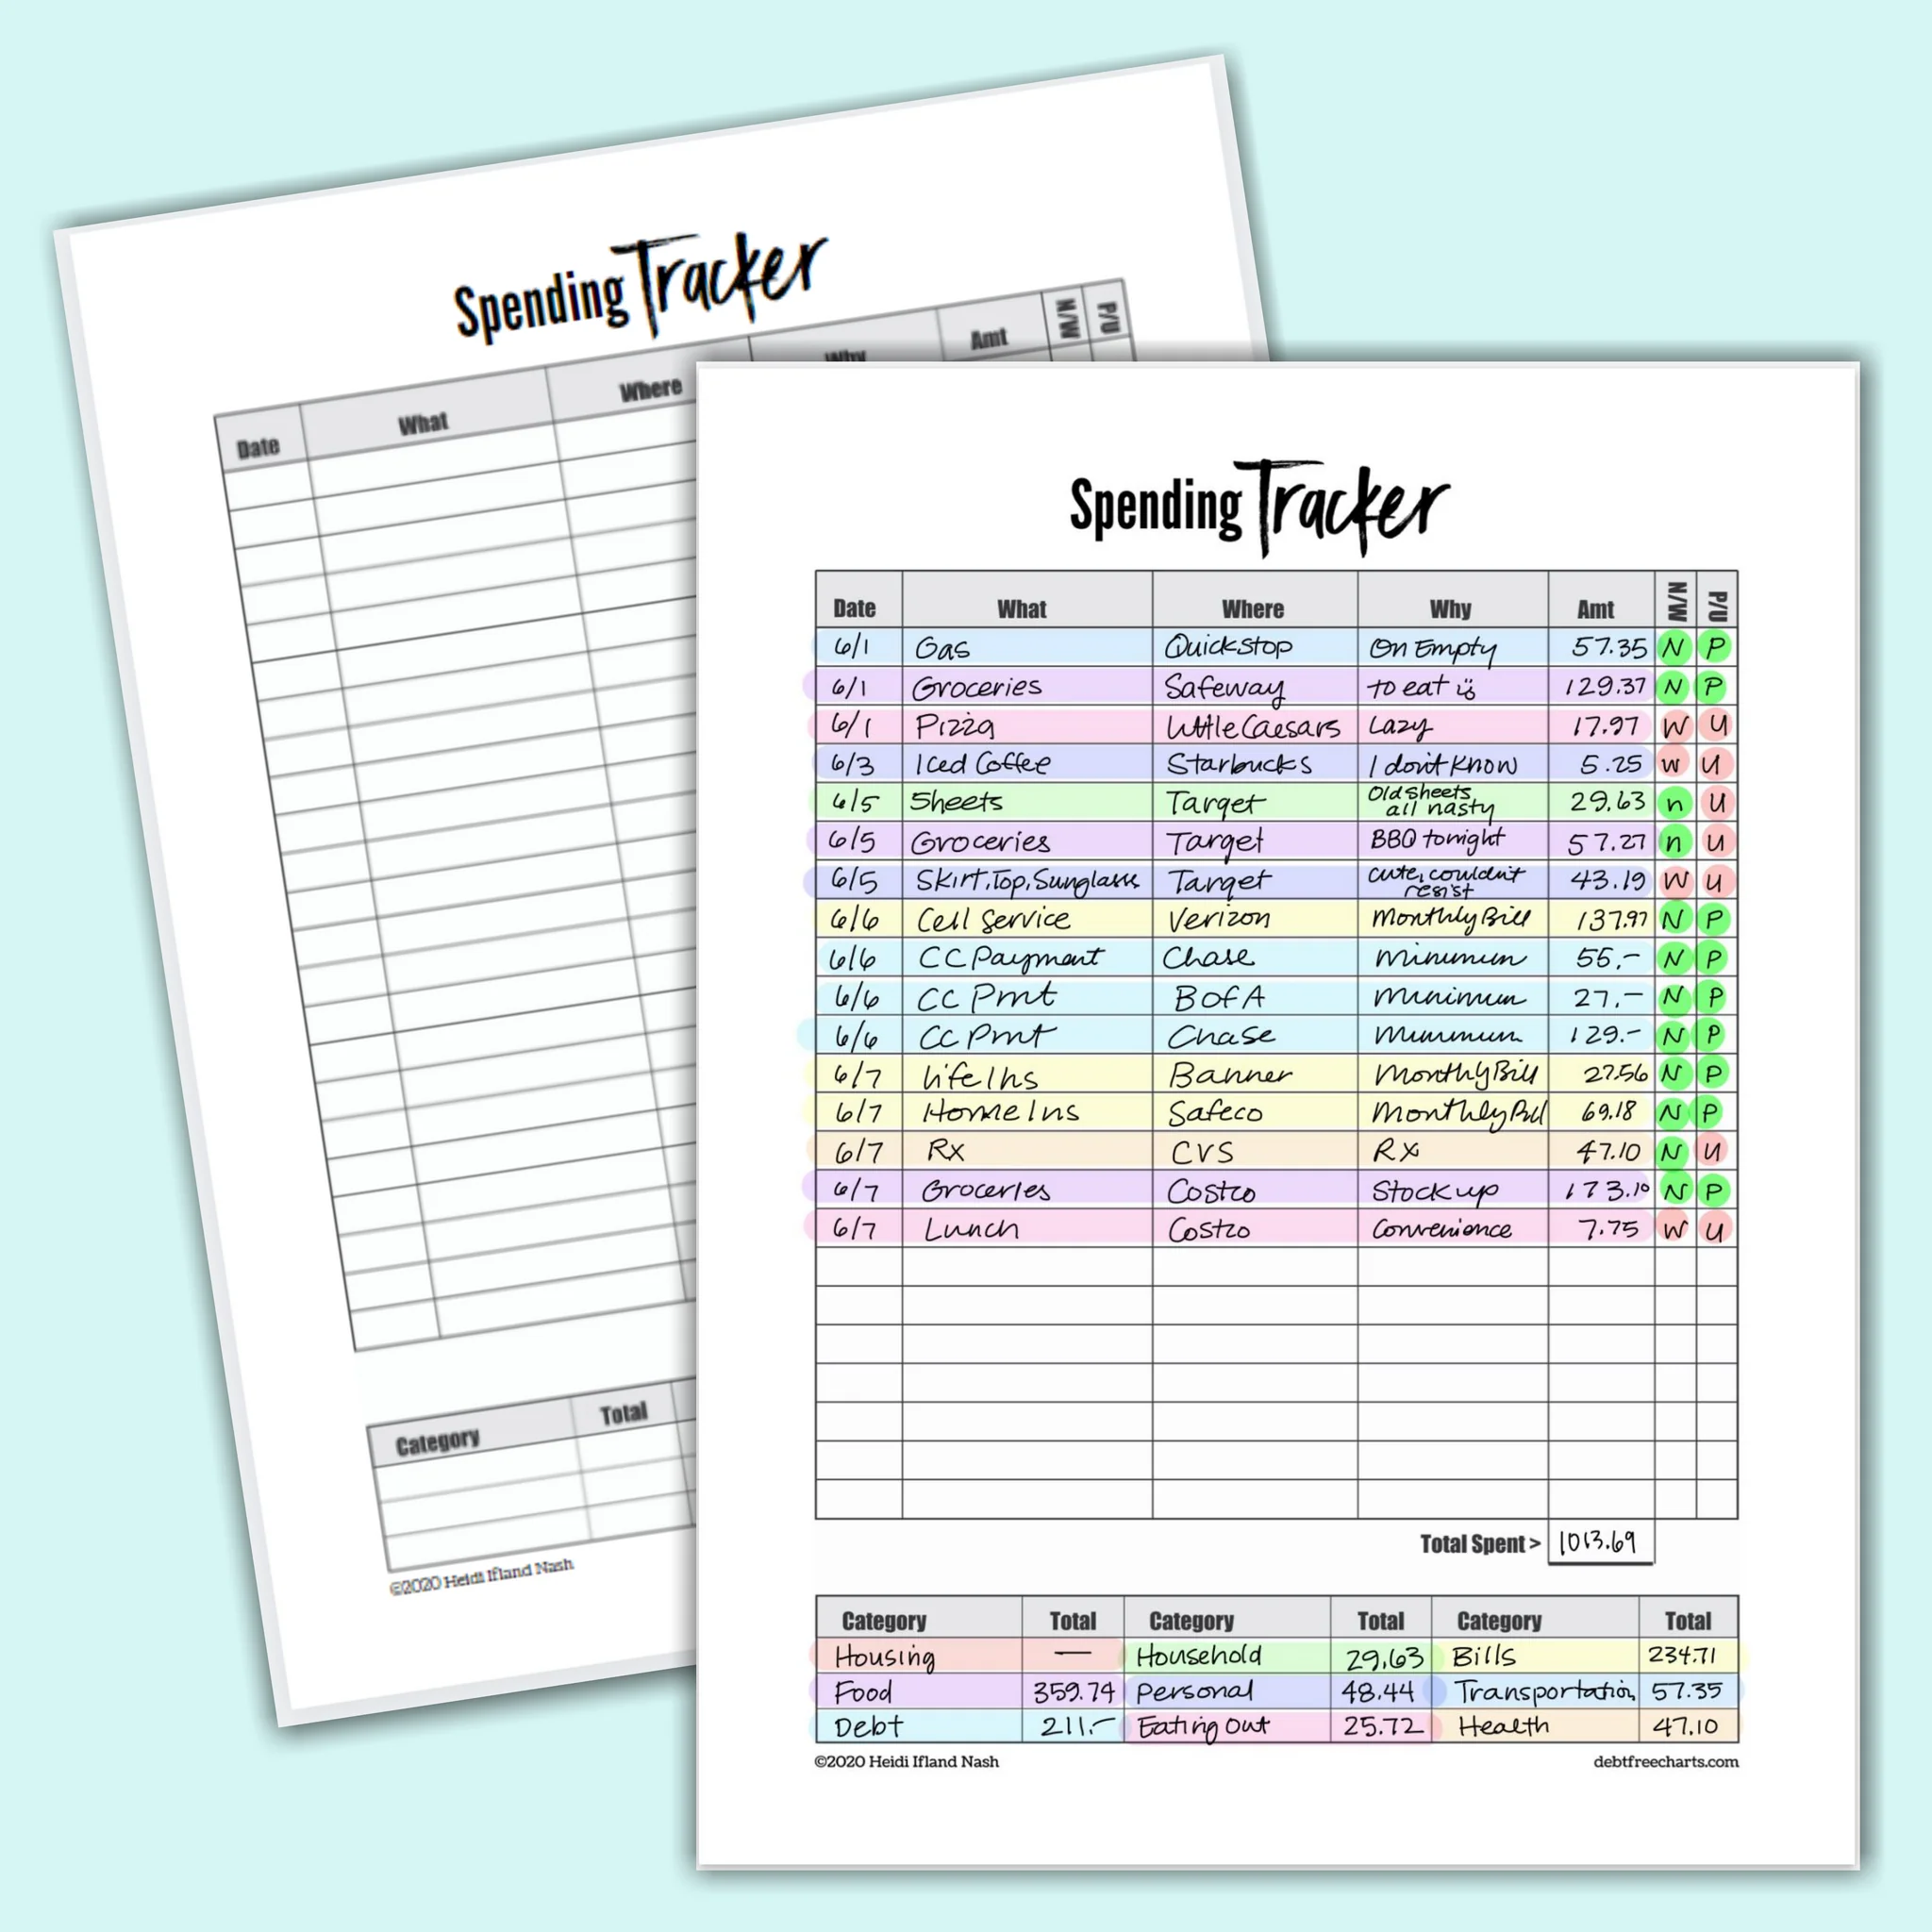 Spending Tracker
Date What Where Why Amt N/W P/U
Category Total
©2020 Heidi Ifland Nash
Spending Tracker
Date What Where Why Amt N/W P/U
6/1 Gas Quickstop On Empty 57.35 N P
6/1 Groceries Safeway to eat 129.37 N P
6/1 Pizza Little Caesars Lazy 17.97 W U
6/3 Iced Coffee Starbucks I don't know 5.25 W U
6/5 Sheets Target Old sheets all nasty 29.63 n U
6/5 Groceries Target BBQ tonight 57.27 n U
6/5 Skirt, Top, Sunglasses Target cute, couldn't resist 43.19 W U
6/6 Cell Service Verizon Monthly Bill 137.97 N P
6/6 CC Payment Chase Minimum 55.- N P
6/6 CC Pmt BofA Minimum 27.- N P
6/6 CC Pmt Chase Minimum 129.- N P
6/7 Life Ins Banner Monthly Bill 27.56 N P
6/7 Home Ins Safeco Monthly Bill 69.18 N P
6/7 Rx CVS Rx 47.10 N U
6/7 Groceries Costco Stock up 173.10 N P
6/7 Lunch Costco Convenience 7.75 W U
Total Spent > 1013.69
Category Total Category Total Category Total
Housing — Household 29.63 Bills 234.71
Food 359.74 Personal 48.44 Transportation 57.35
Debt 211.- Eating Out 25.72 Health 47.10
©2020 Heidi Ifland Nash debtfreecharts.com